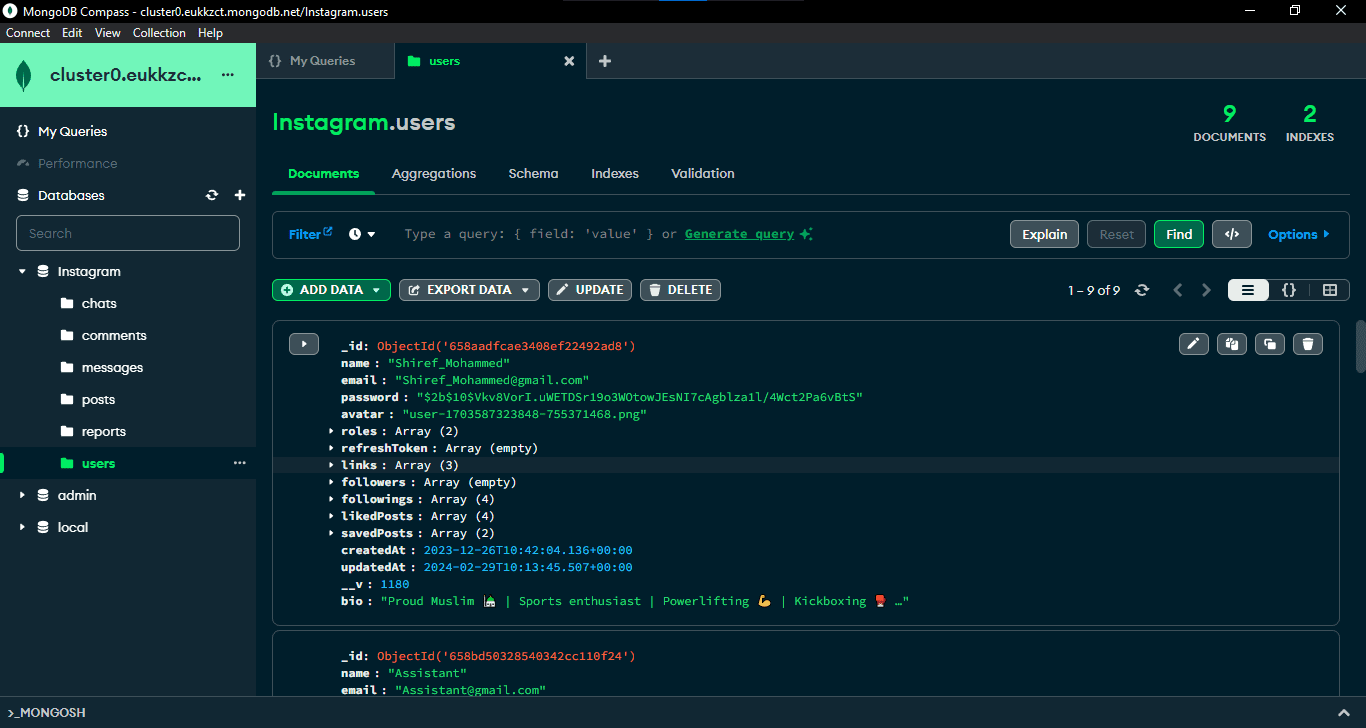 MongoDB Compass - cluster0.eukkzct.mongodb.net/Instagram.users
Connect Edit View Collection Help
cluster0.eukkzc... ...
{} My Queries
users
{} My Queries
Performance
Databases
Search
Instagram
chats
comments
messages
posts
reports
users ...
admin
local
Instagram.users
9
DOCUMENTS
2
INDEXES
Documents Aggregations Schema Indexes Validation
Filter Type a query: { field: 'value' } or Generate query Explain Reset Find </> Options
ADD DATA EXPORT DATA UPDATE DELETE 1 – 9 of 9 {}
_id: ObjectId('658aadfcae3408ef22492ad8')
name : "Shiref_Mohammed"
email : "Shiref_Mohammed@gmail.com"
password : "$2b$10$Vkv8VorI.uWETDSr19o3WOtowJEsNI7cAgblza1l/4Wct2Pa6vBtS"
avatar : "user-1703587323848-755371468.png"
roles : Array (2)
refreshToken : Array (empty)
links : Array (3)
followers : Array (empty)
followings : Array (4)
likedPosts : Array (4)
savedPosts : Array (2)
createdAt : 2023-12-26T10:42:04.136+00:00
updatedAt : 2024-02-29T10:13:45.507+00:00
__v : 1180
bio : "Proud Muslim 🕌 | Sports enthusiast | Powerlifting 💪 | Kickboxing 🥊 …"
_id: ObjectId('658bd50328540342cc110f24')
name : "Assistant"
email : "Assistant@gmail.com"
>_MONGOSH